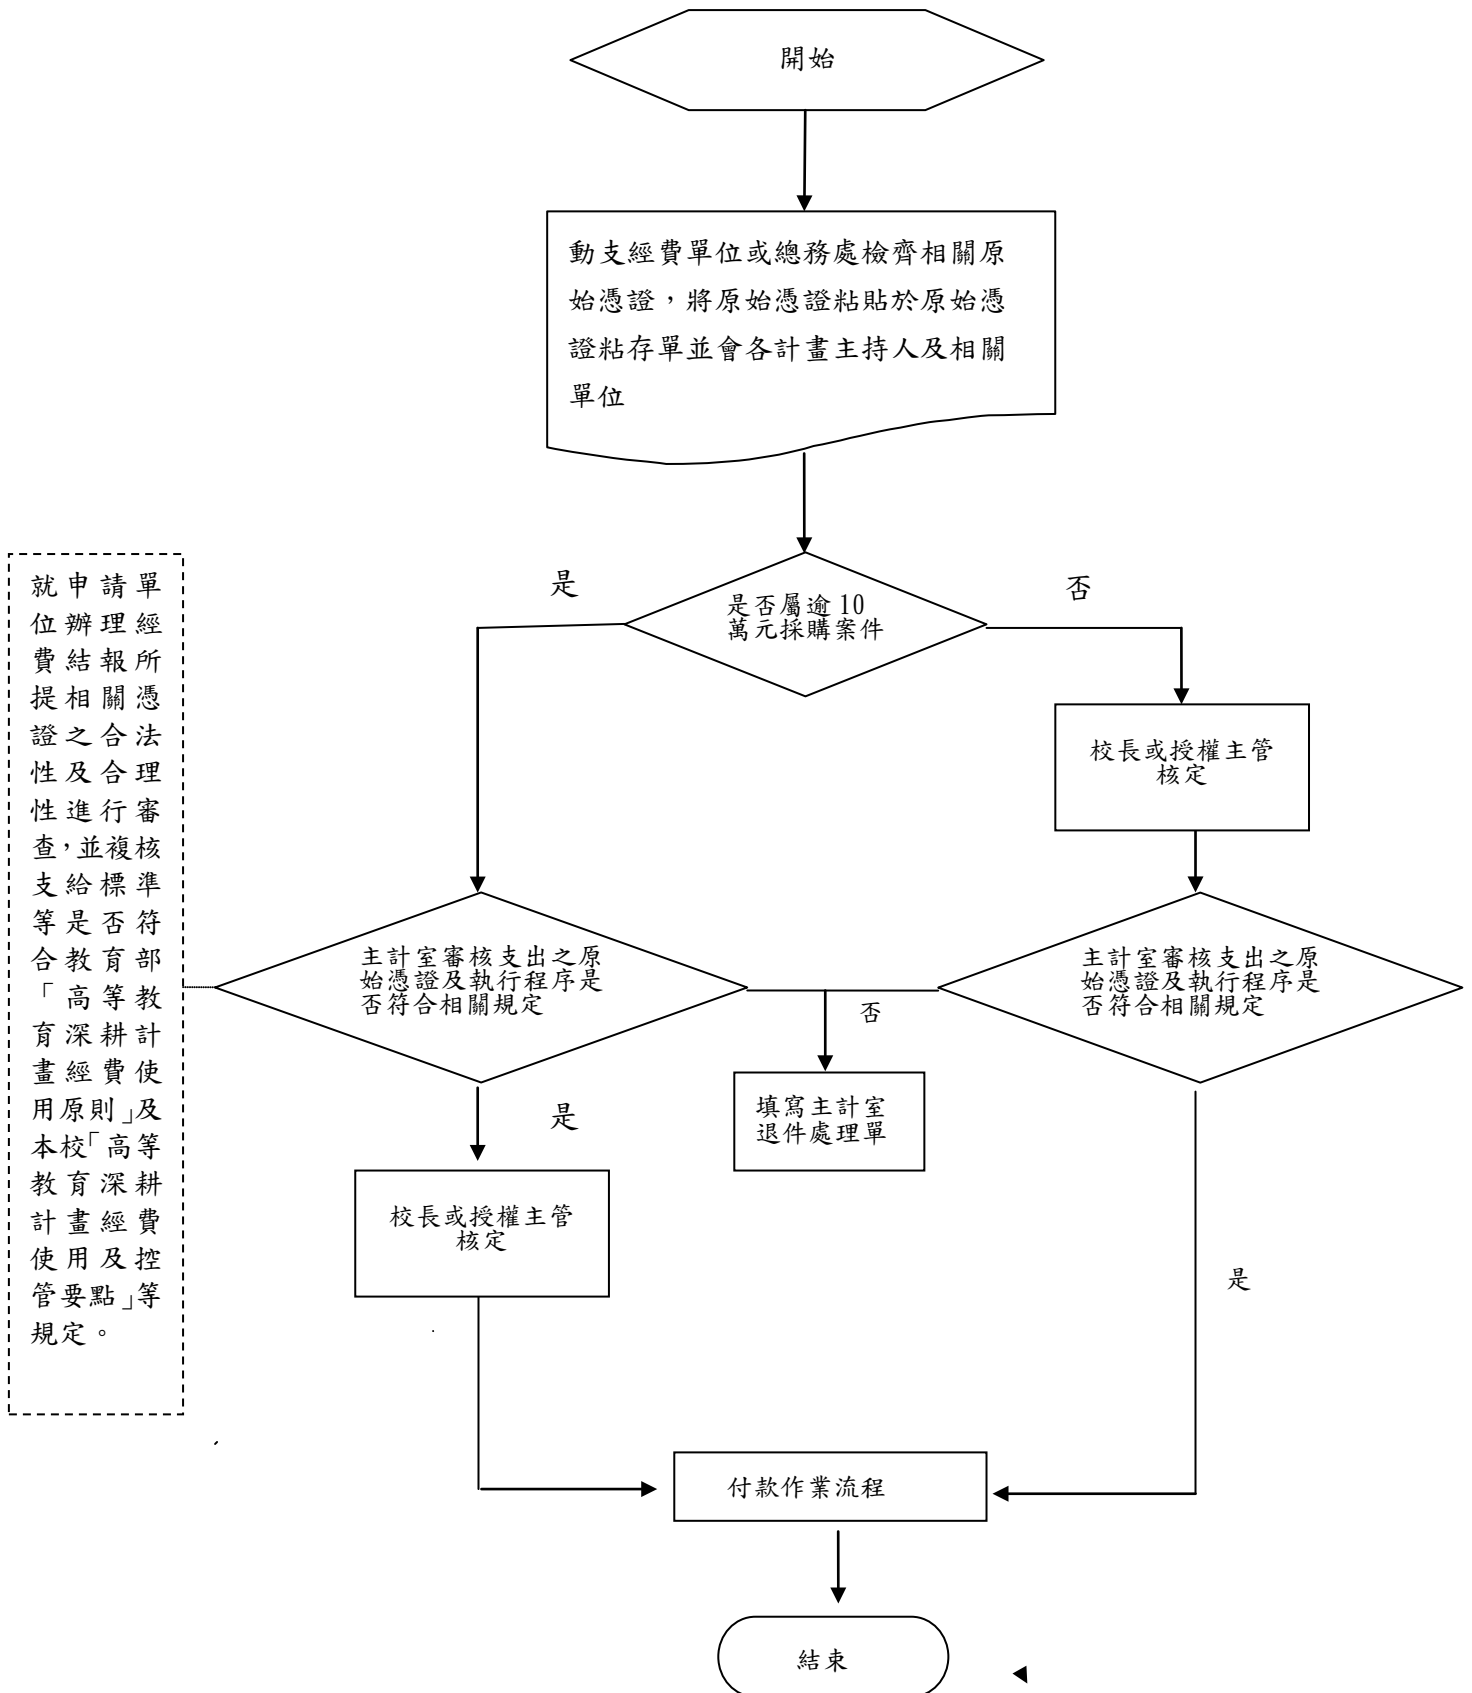 開始
動支經費單位或總務處檢齊相關原
始憑證，將原始憑證粘貼於原始憑
證粘存單並會各計畫主持人及相關
單位
是
是否屬逾 10
萬元採購案件
否
就申請單
位辦理經
費結報所
提相關憑
證之合法
性及合理
性進行審
查，並複核
支給標準
等是否符
合教育部
「高等教
育深耕計
畫經費使
用原則」及
本校「高等
教育深耕
計畫經費
使用及控
管要點」等
規定。
校長或授權主管
核定
主計室審核支出之原
始憑證及執行程序是
否符合相關規定
主計室審核支出之原
始憑證及執行程序是
否符合相關規定
否
是
填寫主計室
退件處理單
校長或授權主管
核定
是
付款作業流程
結束